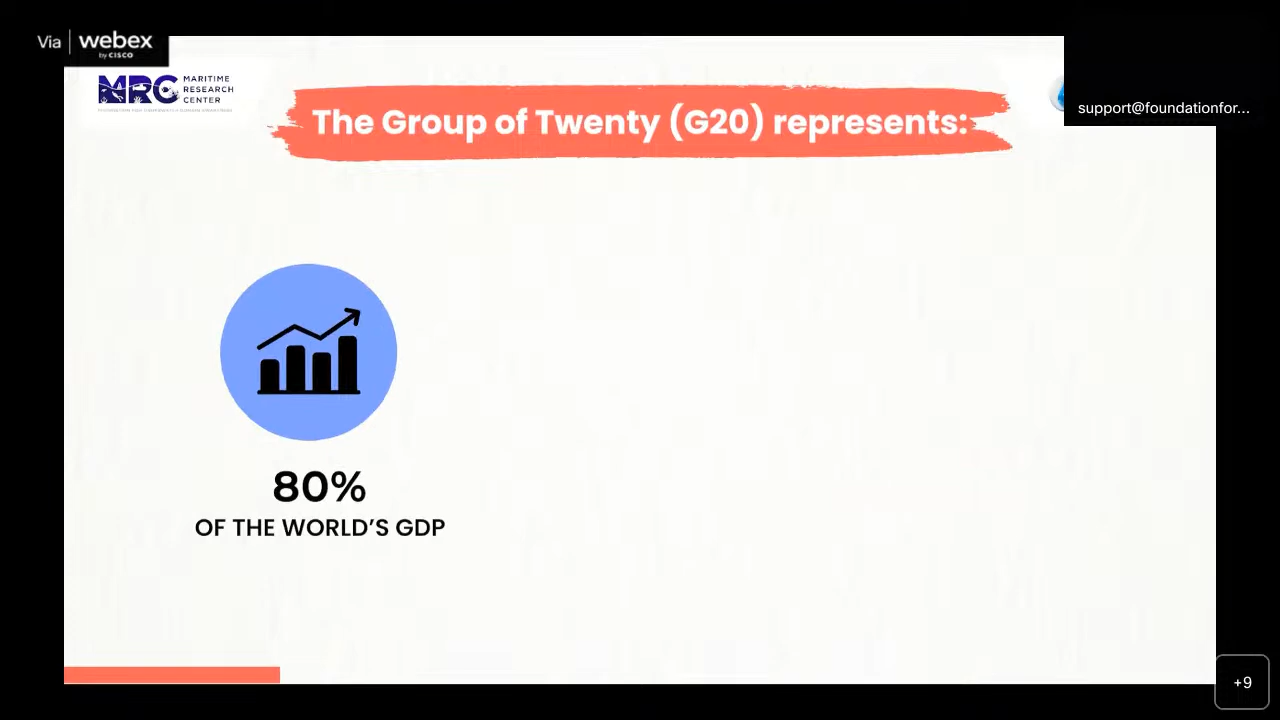 Via | webex
by CISCO
MRC MARITIME
RESEARCH
CENTER
The Group of Twenty (G20) represents:
support@foundationfor...
80%
OF THE WORLD'S GDP
+9